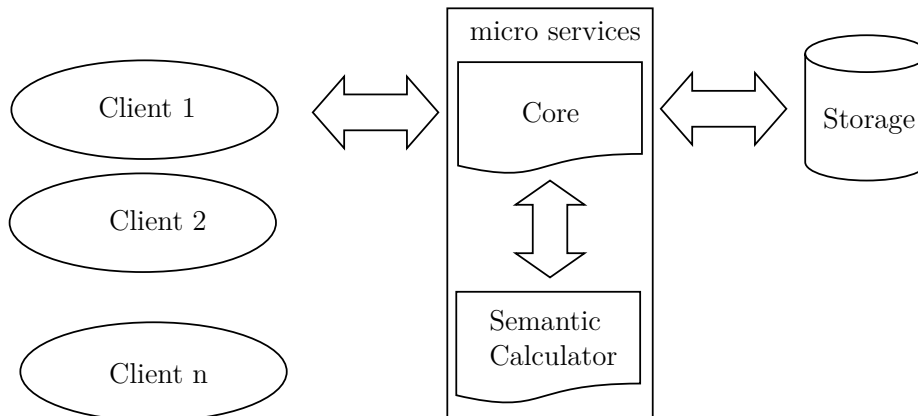 micro services
Client 1
Core
Storage
Client 2
Semantic
Calculator
Client n